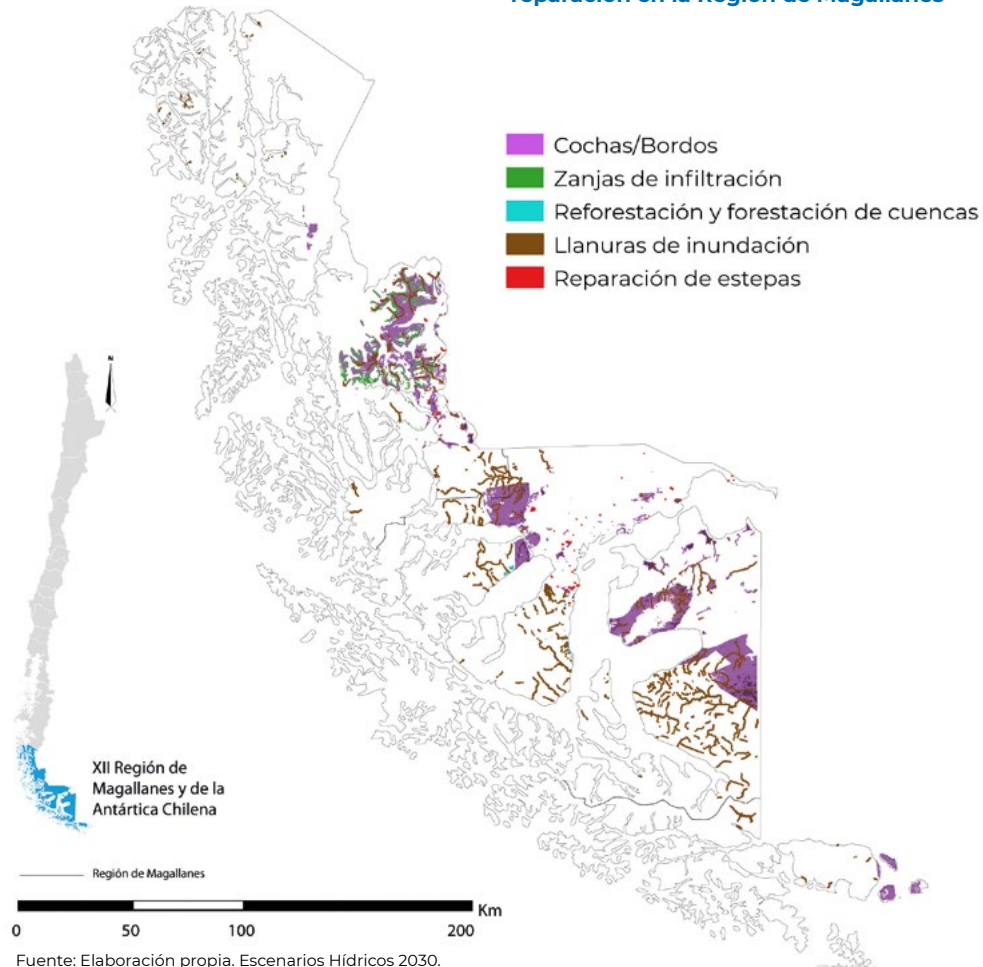 reparación en la Región de Magallanes
Cochas/Bordos
Zanjas de infiltración
Reforestación y forestación de cuencas
Llanuras de inundación
Reparación de estepas
N
XII Región de
Magallanes y de la
Antártica Chilena
Región de Magallanes
Km
0 50 100 200
Fuente: Elaboración propia. Escenarios Hídricos 2030.